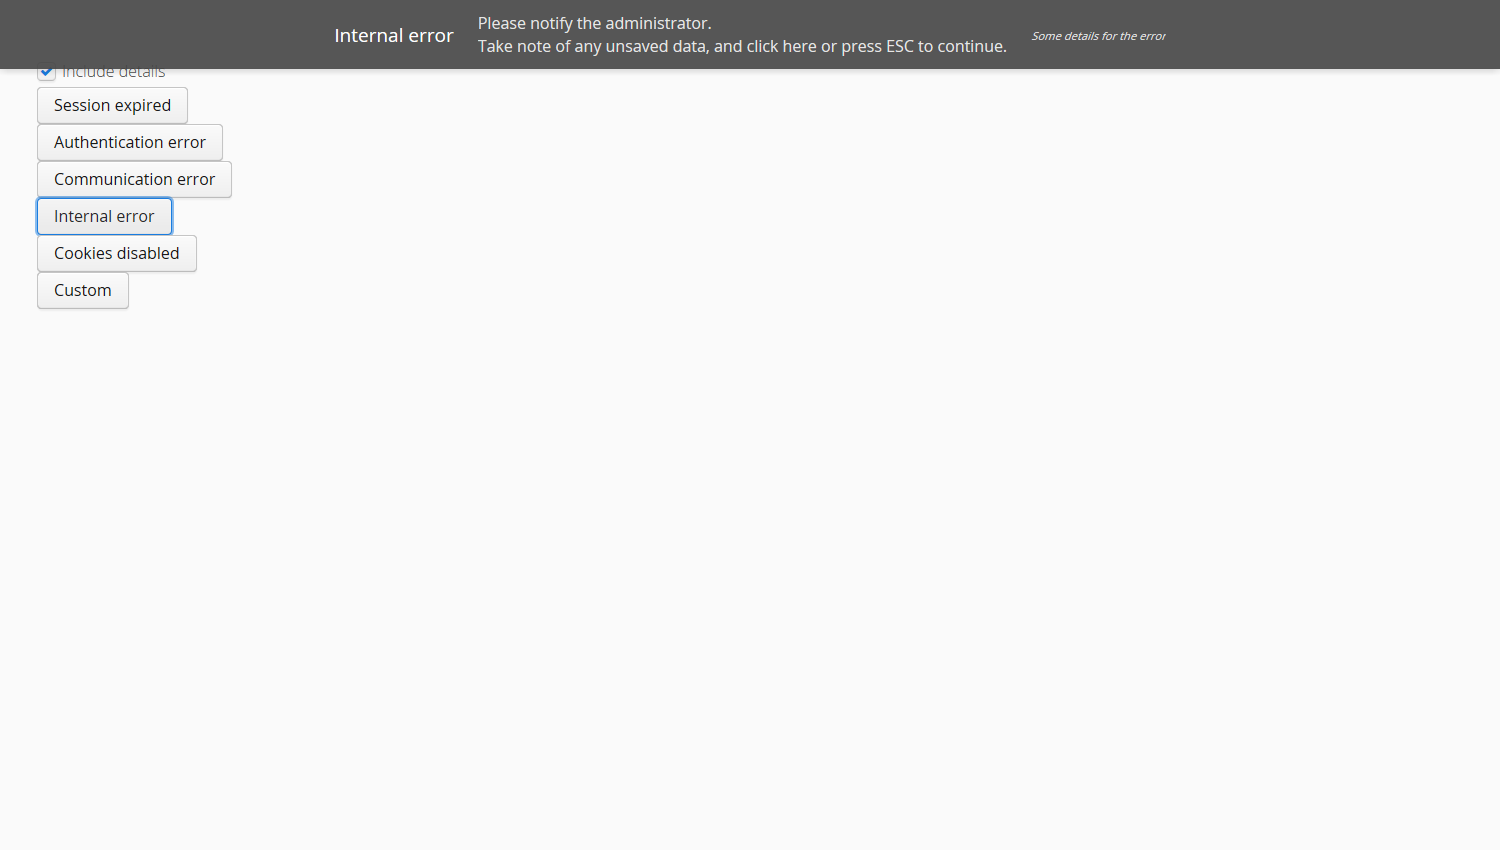 Internal error
Please notify the administrator.
Take note of any unsaved data, and click here or press ESC to continue.
Some details for the error
Include details
Session expired
Authentication error
Communication error
Internal error
Cookies disabled
Custom